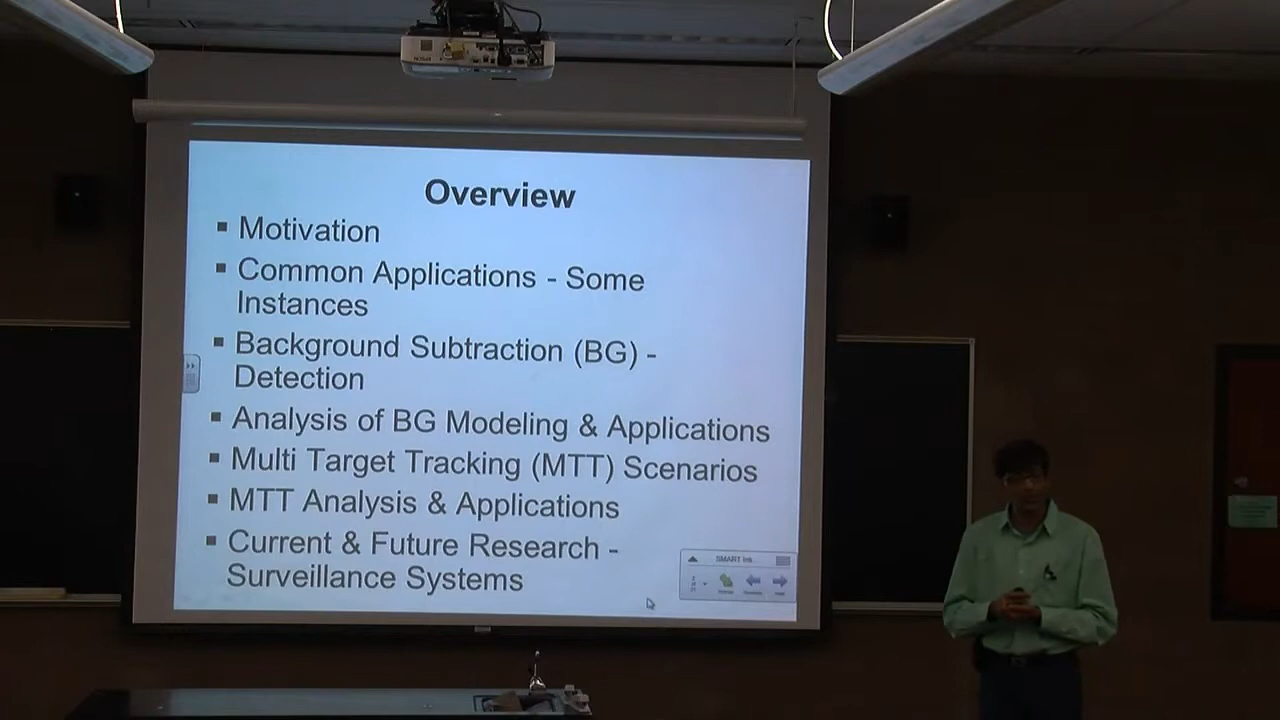 Overview
▪ Motivation
▪ Common Applications - Some
Instances
▪ Background Subtraction (BG) -
Detection
▪ Analysis of BG Modeling & Applications
▪ Multi Target Tracking (MTT) Scenarios
▪ MTT Analysis & Applications
▪ Current & Future Research -
Surveillance Systems
SMART Ink